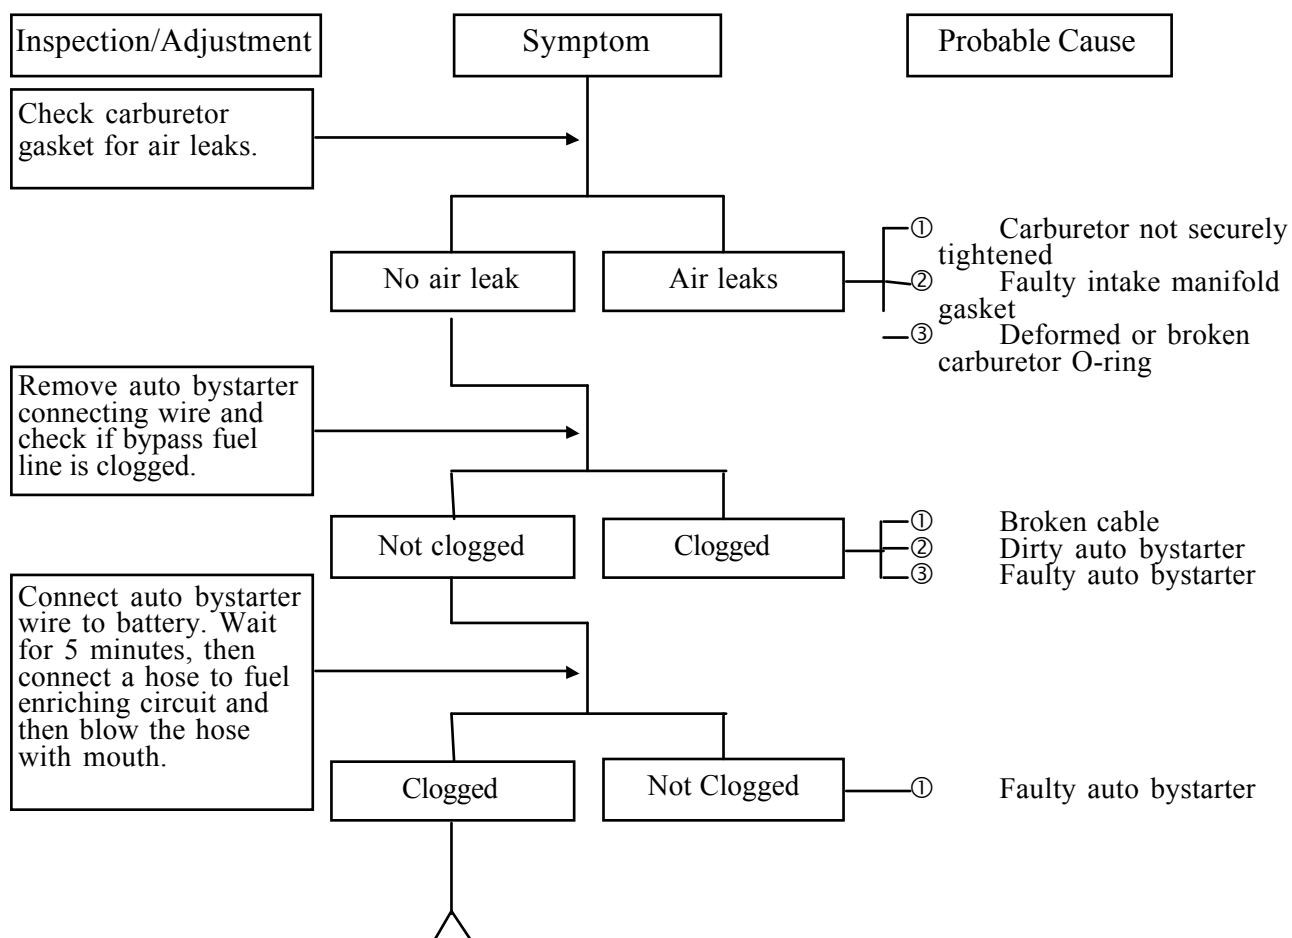 Inspection/Adjustment
Symptom
Probable Cause
Check carburetor
gasket for air leaks.
No air leak
Air leaks
① Carburetor not securely
tightened
② Faulty intake manifold
gasket
③ Deformed or broken
carburetor O-ring
Remove auto bystarter
connecting wire and
check if bypass fuel
line is clogged.
Not clogged
Clogged
① Broken cable
② Dirty auto bystarter
③ Faulty auto bystarter
Connect auto bystarter
wire to battery. Wait
for 5 minutes, then
connect a hose to fuel
enriching circuit and
then blow the hose
with mouth.
Clogged
Not Clogged
① Faulty auto bystarter